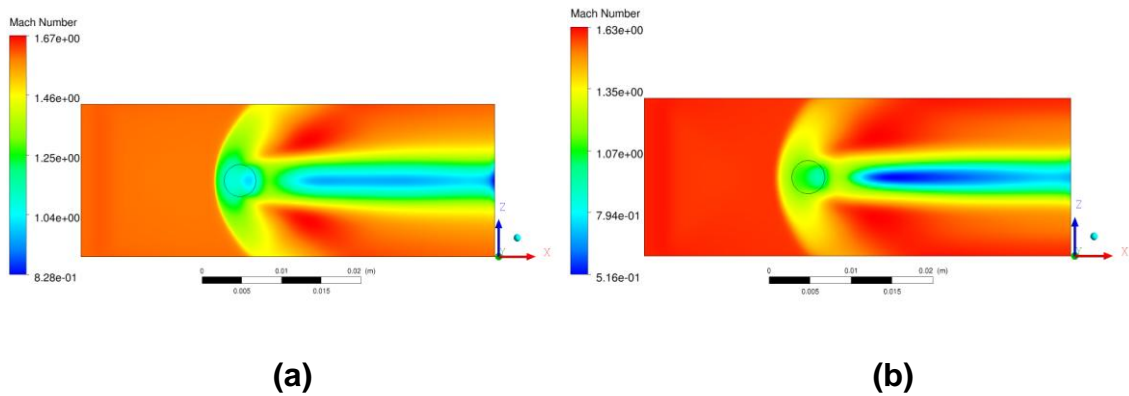 Mach Number
1.67e+00
1.46e+00
1.25e+00
1.04e+00
8.28e-01
Z
Y
X
0 0.01 0.02 (m)
0.005 0.015
(a)
Mach Number
1.63e+00
1.35e+00
1.07e+00
7.94e-01
5.16e-01
Z
X
0 0.01 0.02 (m)
0.005 0.015
(b)